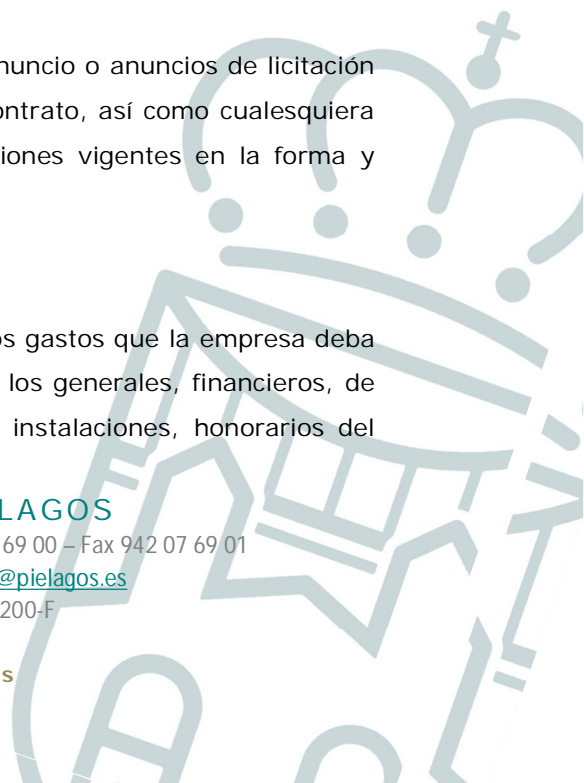 nuncio o anuncios de licitación
ontrato, así como cualesquiera
iones vigentes en la forma y
os gastos que la empresa deba
los generales, financieros, de
instalaciones, honorarios del
LAGOS
69 00 – Fax 942 07 69 01
@pielagos.es
200-F
s